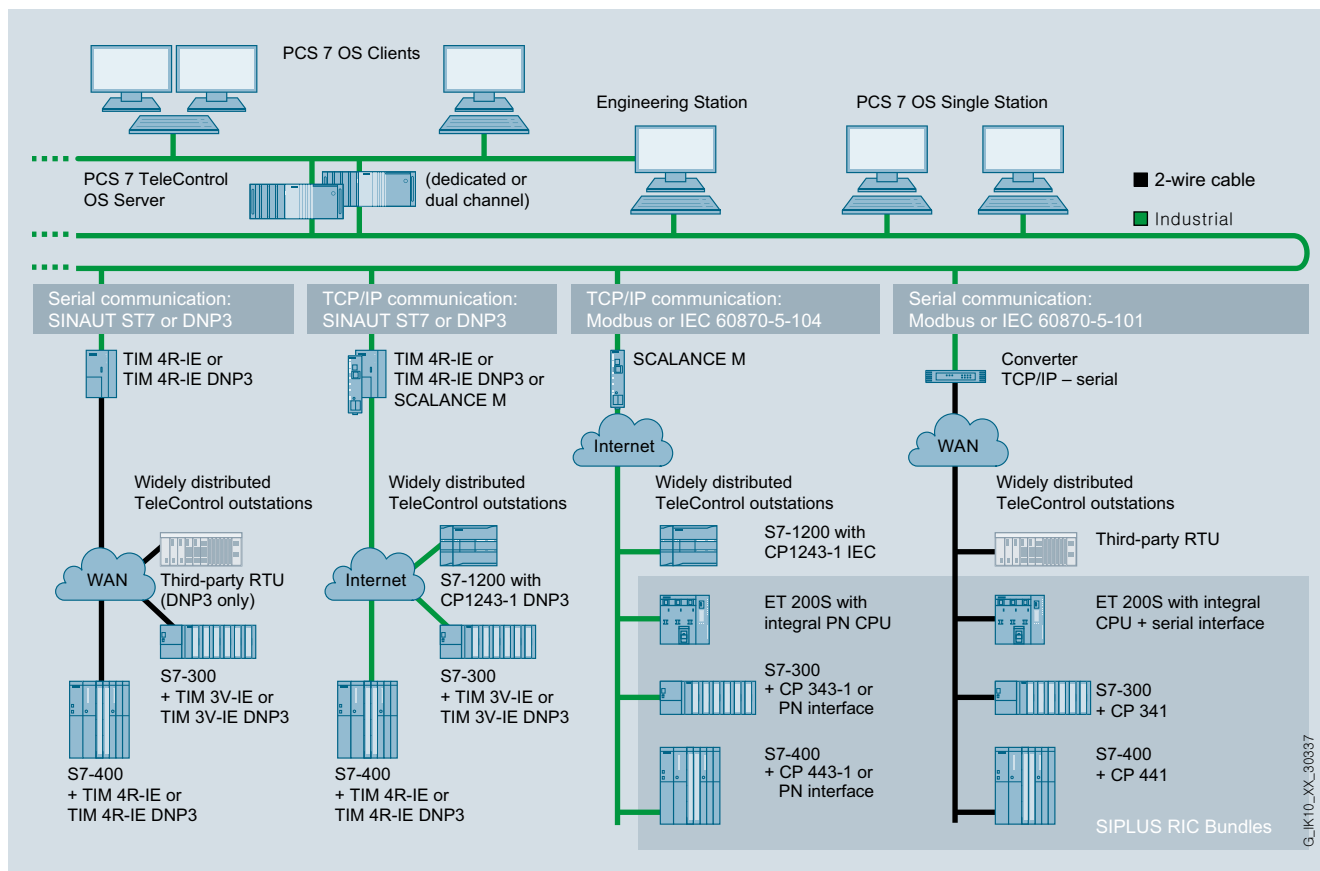 PCS 7 OS Clients
Engineering Station
PCS 7 OS Single Station
PCS 7 TeleControl
OS Server
(dedicated or
dual channel)
2-wire cable
Industrial
Serial communication:
SINAUT ST7 or DNP3
TCP/IP communication:
SINAUT ST7 or DNP3
TCP/IP communication:
Modbus or IEC 60870-5-104
Serial communication:
Modbus or IEC 60870-5-101
TIM 4R-IE or
TIM 4R-IE DNP3
TIM 4R-IE or
TIM 4R-IE DNP3 or
SCALANCE M
SCALANCE M
Converter
TCP/IP – serial
Internet
WAN
Widely distributed
TeleControl outstations
Widely distributed
TeleControl outstations
Widely distributed
TeleControl outstations
Widely distributed
TeleControl outstations
WAN
Third-party RTU
(DNP3 only)
S7-300
+ TIM 3V-IE or
TIM 3V-IE DNP3
S7-400
+ TIM 4R-IE or
TIM 4R-IE DNP3
Internet
S7-1200 with
CP1243-1 DNP3
S7-300
+ TIM 3V-IE or
TIM 3V-IE DNP3
S7-400
+ TIM 4R-IE or
TIM 4R-IE DNP3
S7-1200 with
CP1243-1 IEC
ET 200S with
integral PN CPU
S7-300
+ CP 343-1 or
PN interface
S7-400
+ CP 443-1 or
PN interface
Third-party RTU
ET 200S with integral
CPU + serial interface
S7-300
+ CP 341
S7-400
+ CP 441
SIPLUS RIC Bundles
G_IK10_XX_30337